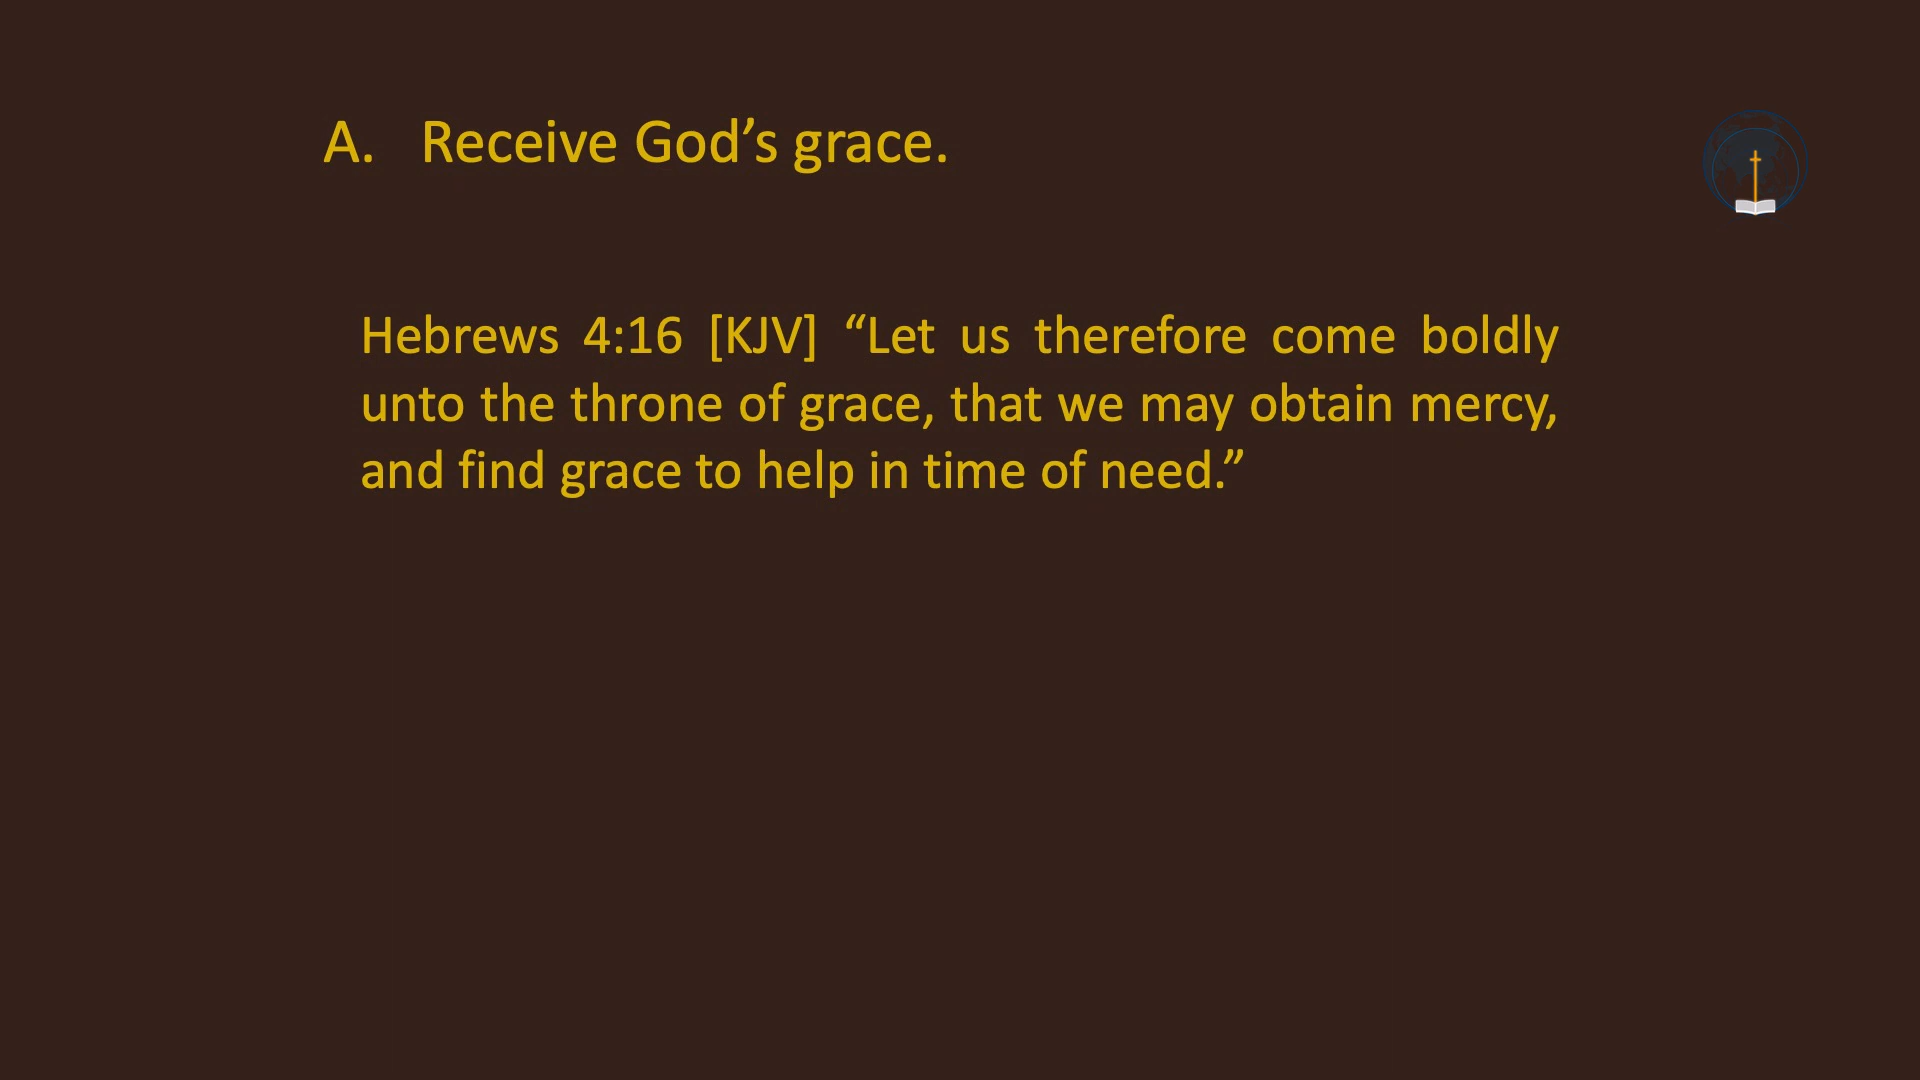 A. Receive God’s grace.
Hebrews 4:16 [KJV] “Let us therefore come boldly
unto the throne of grace, that we may obtain mercy,
and find grace to help in time of need.”